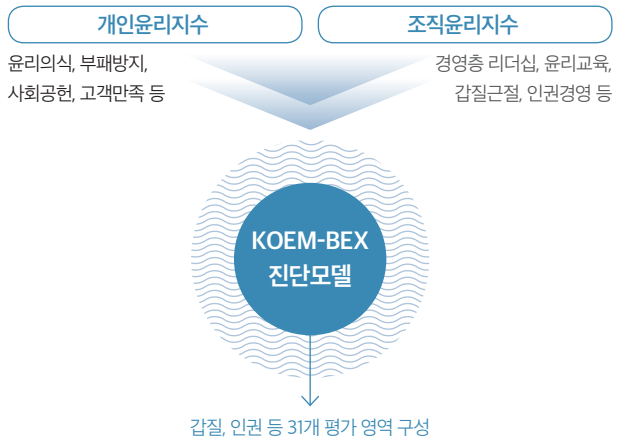 개인윤리지수
조직윤리지수
윤리의식, 부패방지,
사회공헌, 고객만족 등
경영층 리더십, 윤리교육,
갑질근절, 인권경영 등
KOEM-BEX
진단모델
갑질, 인권 등 31개 평가 영역 구성